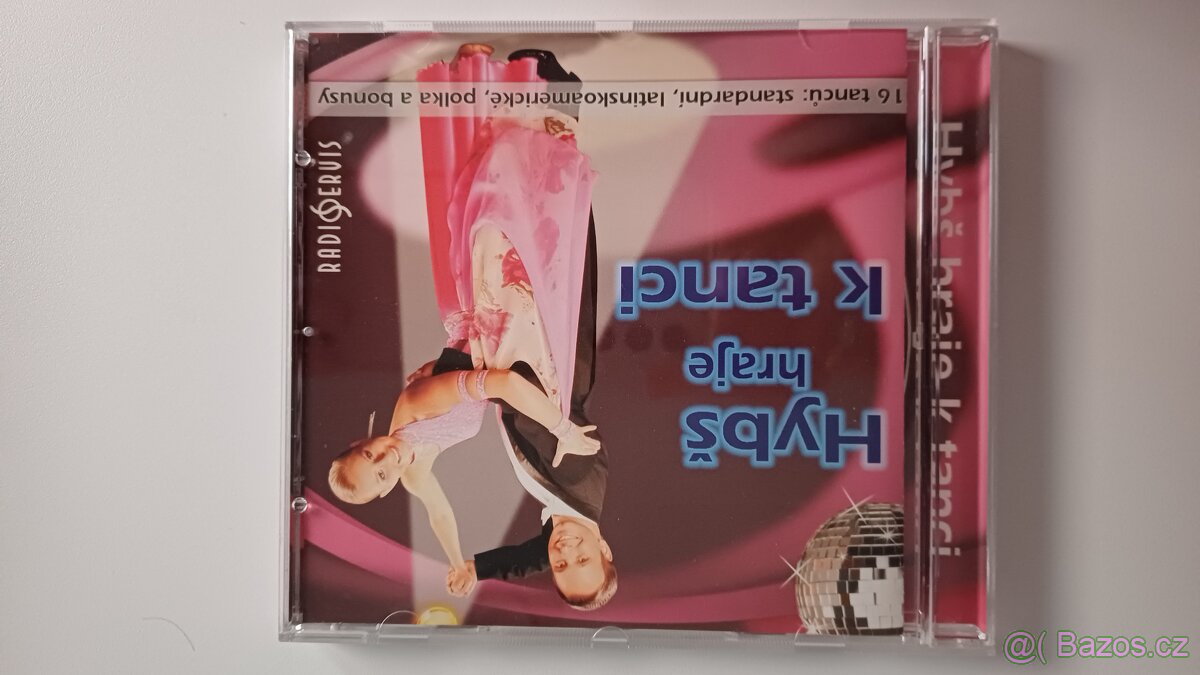 Hybš
hraje
k tanci
16 tanců: standardní, latinskoamerické, polka a bonusy
RADIOSERVIS
Hybš hraje k tanci
@( Bazos.cz